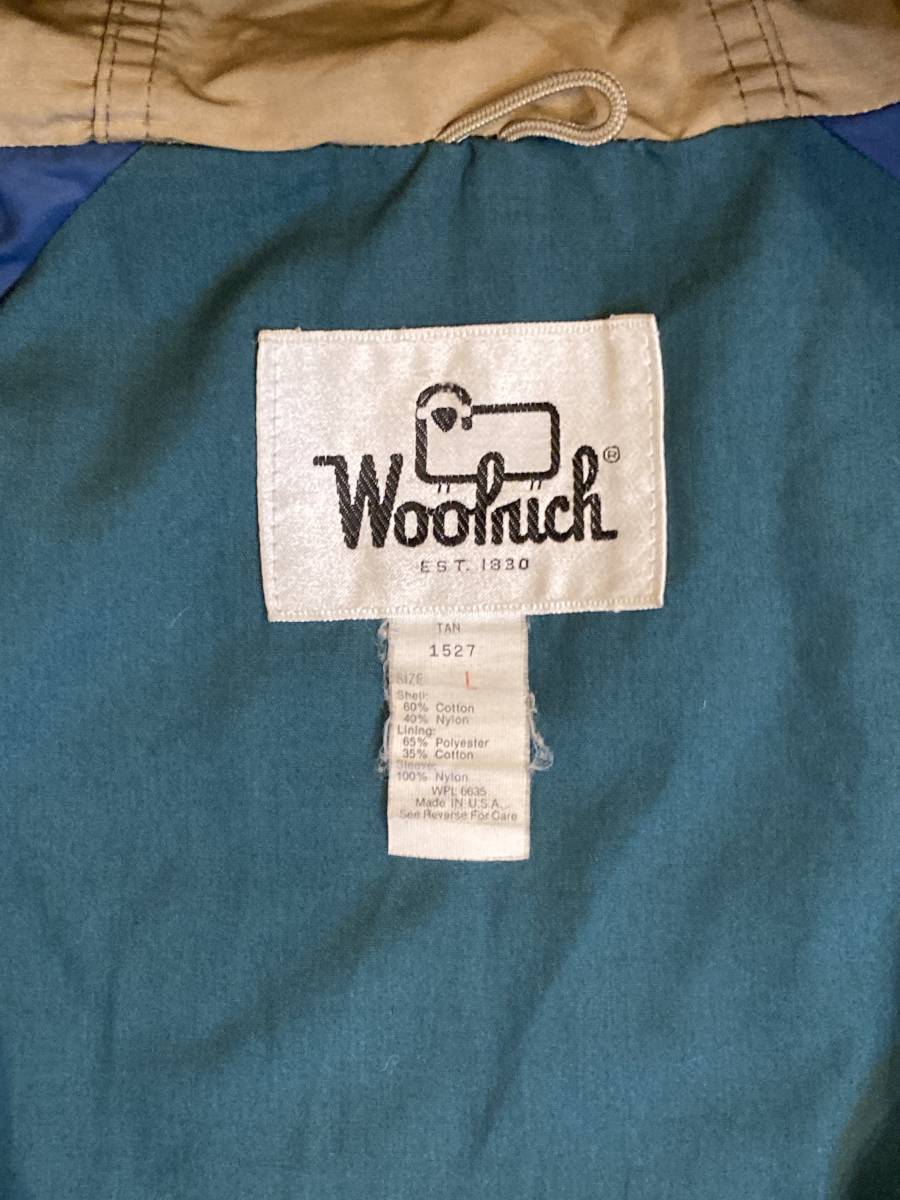 Woolrich®
EST. 1830
TAN
1527
SIZE L
Shell:
60% Cotton
40% Nylon
Lining:
65% Polyester
35% Cotton
Sleeve:
100% Nylon
WPL 6635
Made IN U.S.A.
See Reverse For Care